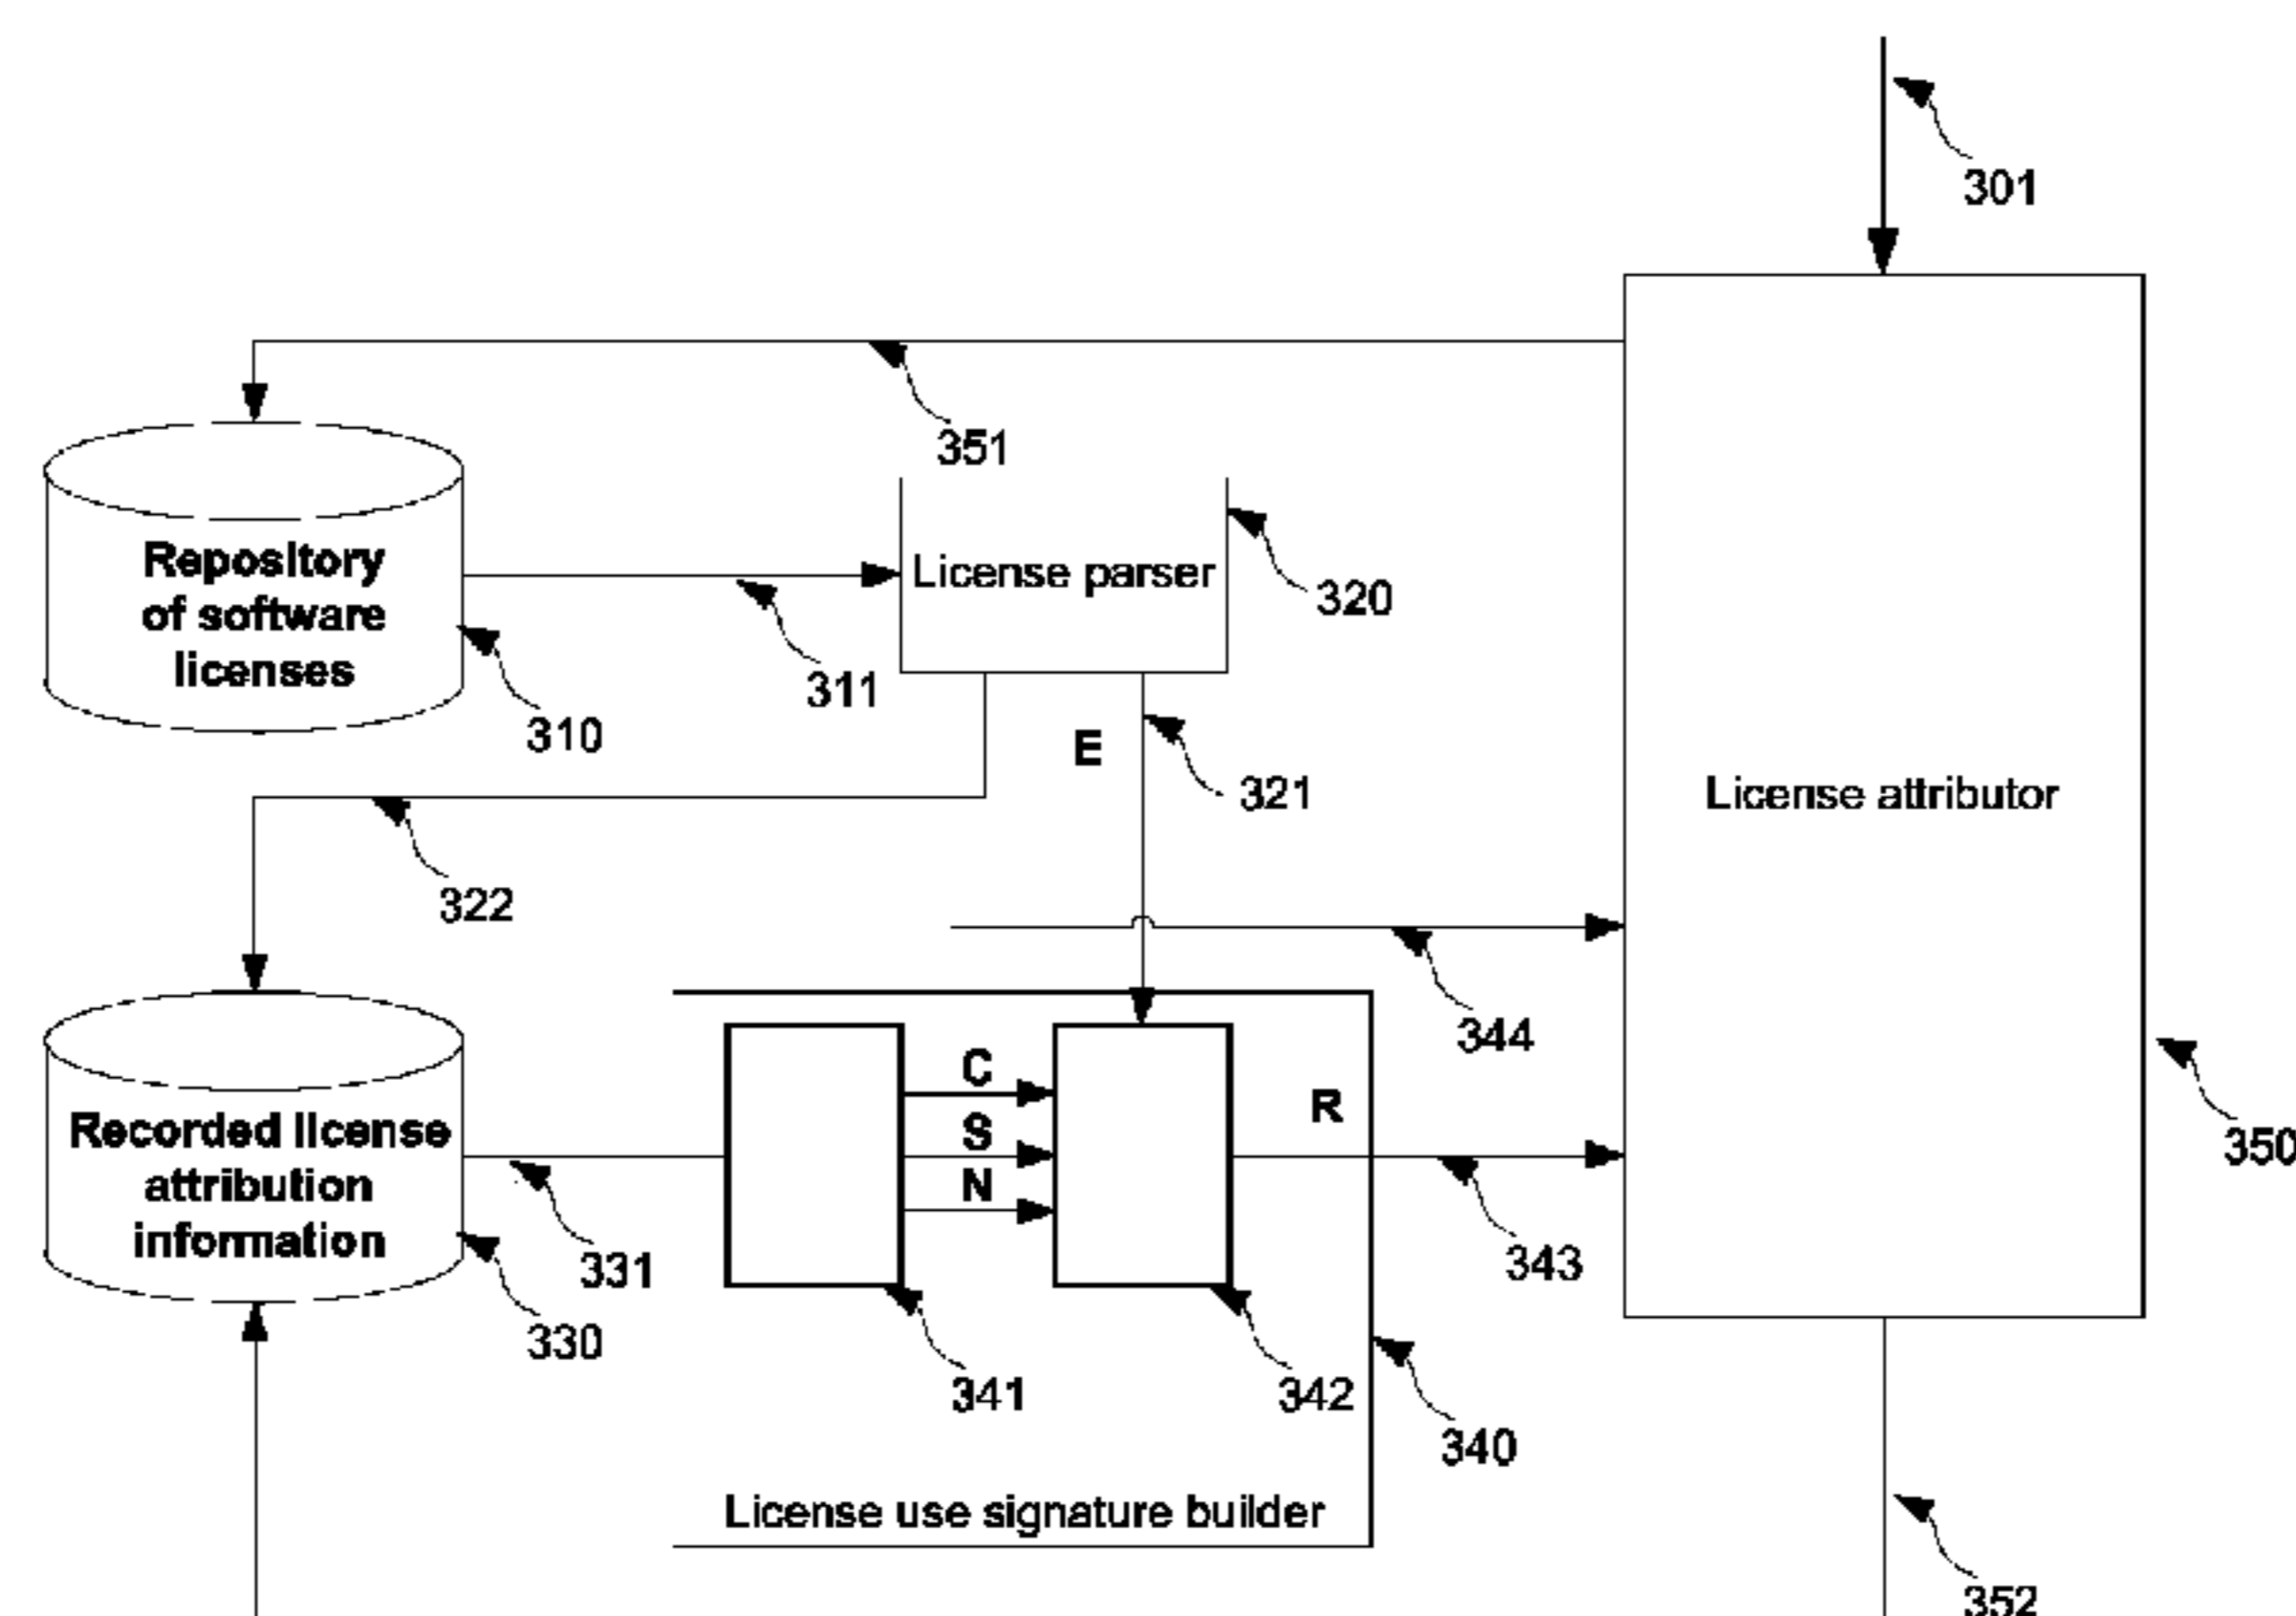 301
351
Repository
of software
licenses
310
311
License parser
320
E
321
322
License attributor
344
350
Recorded license
attribution
information
330
331
C
S
N
R
343
341
342
340
License use signature builder
352